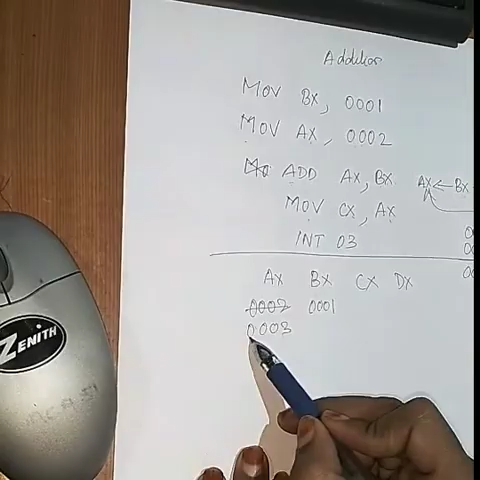 Addition
MOV BX, 0001
MOV AX, 0002
ADD AX, BX AX ← BX
MOV CX, AX
INT 03
AX BX CX DX
0002 0001
0003
ZENITH